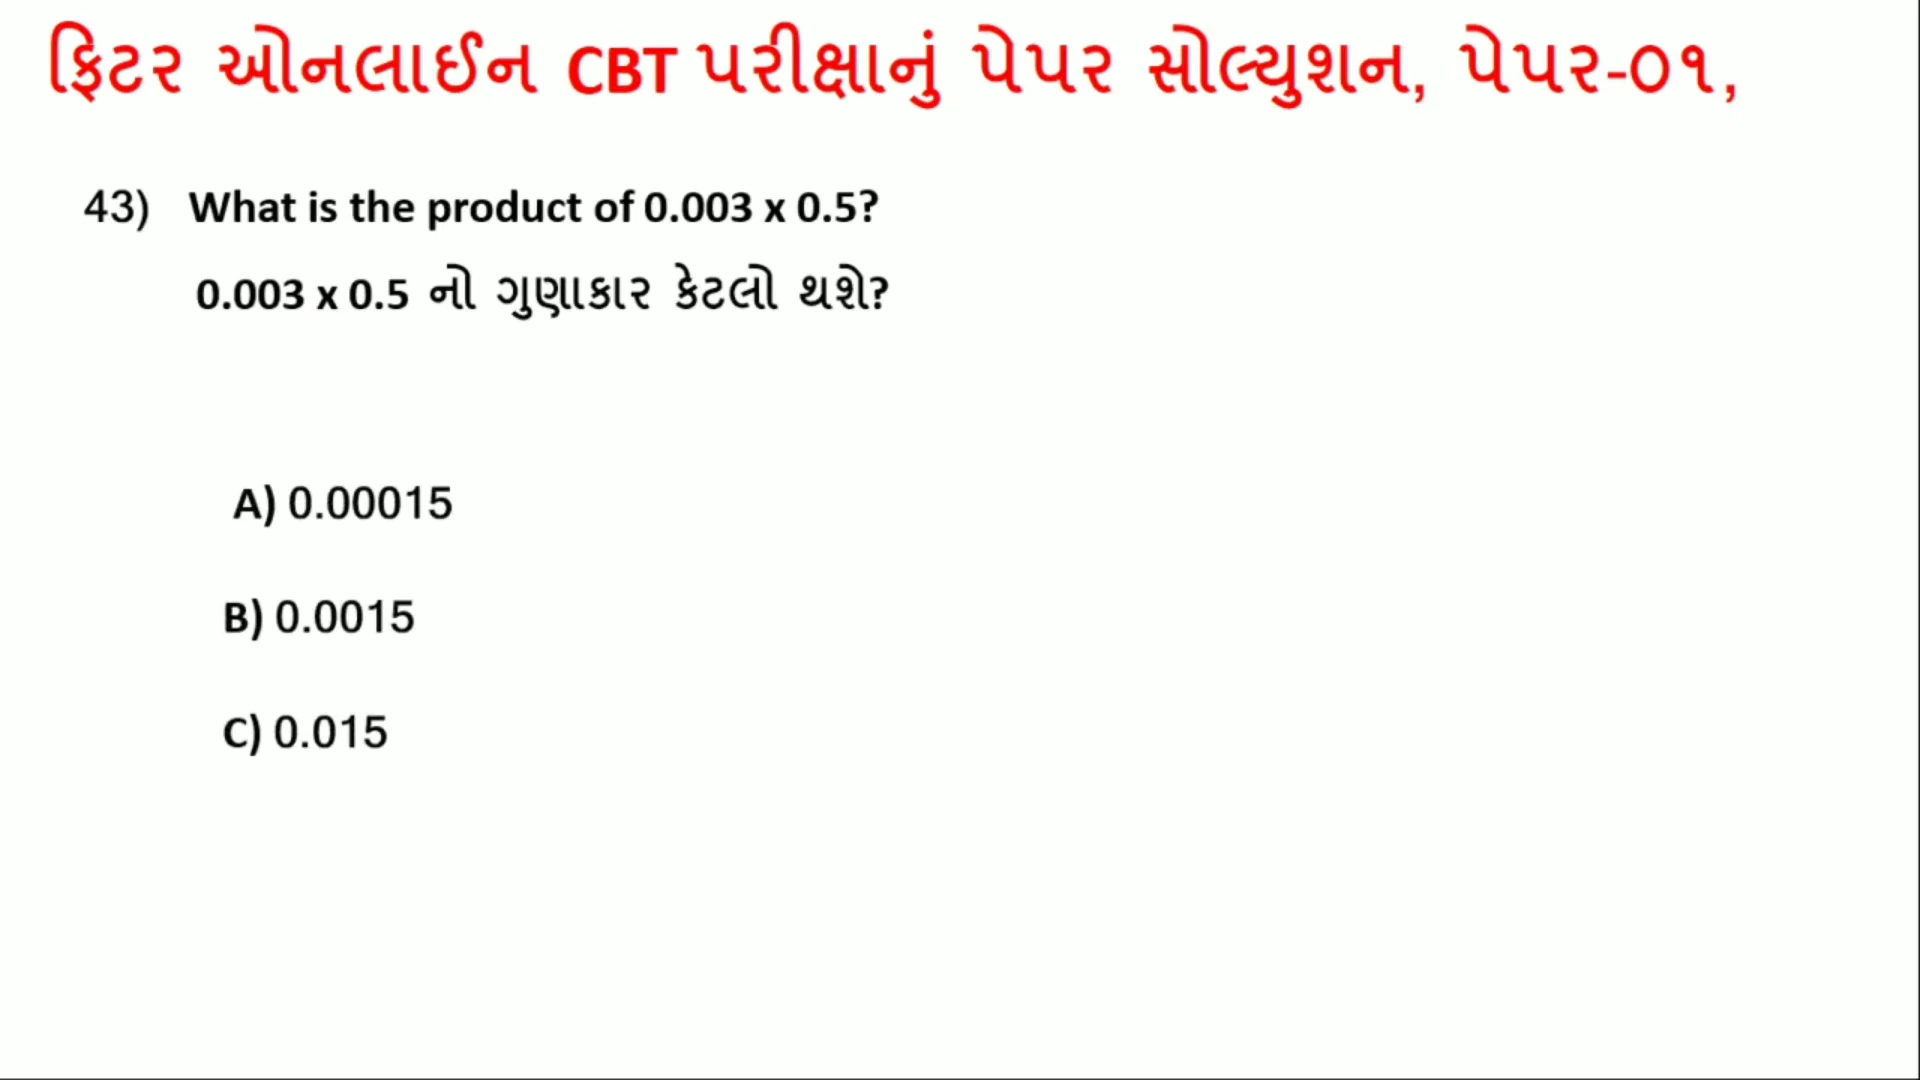 ફિટર ઓનલાઈન CBT પરીક્ષાનું પેપર સોલ્યુશન, પેપર-૦૧,
43) What is the product of 0.003 x 0.5?
0.003 x 0.5 નો ગુણાકાર કેટલો થશે?
A) 0.00015
B) 0.0015
C) 0.015